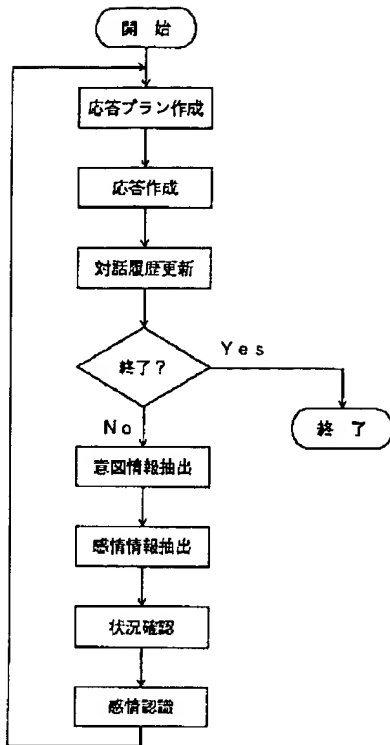 開 始
応答プラン作成
応答作成
対話履歴更新
終了?
Yes
終 了
No
意図情報抽出
感情情報抽出
状況確認
感情認識